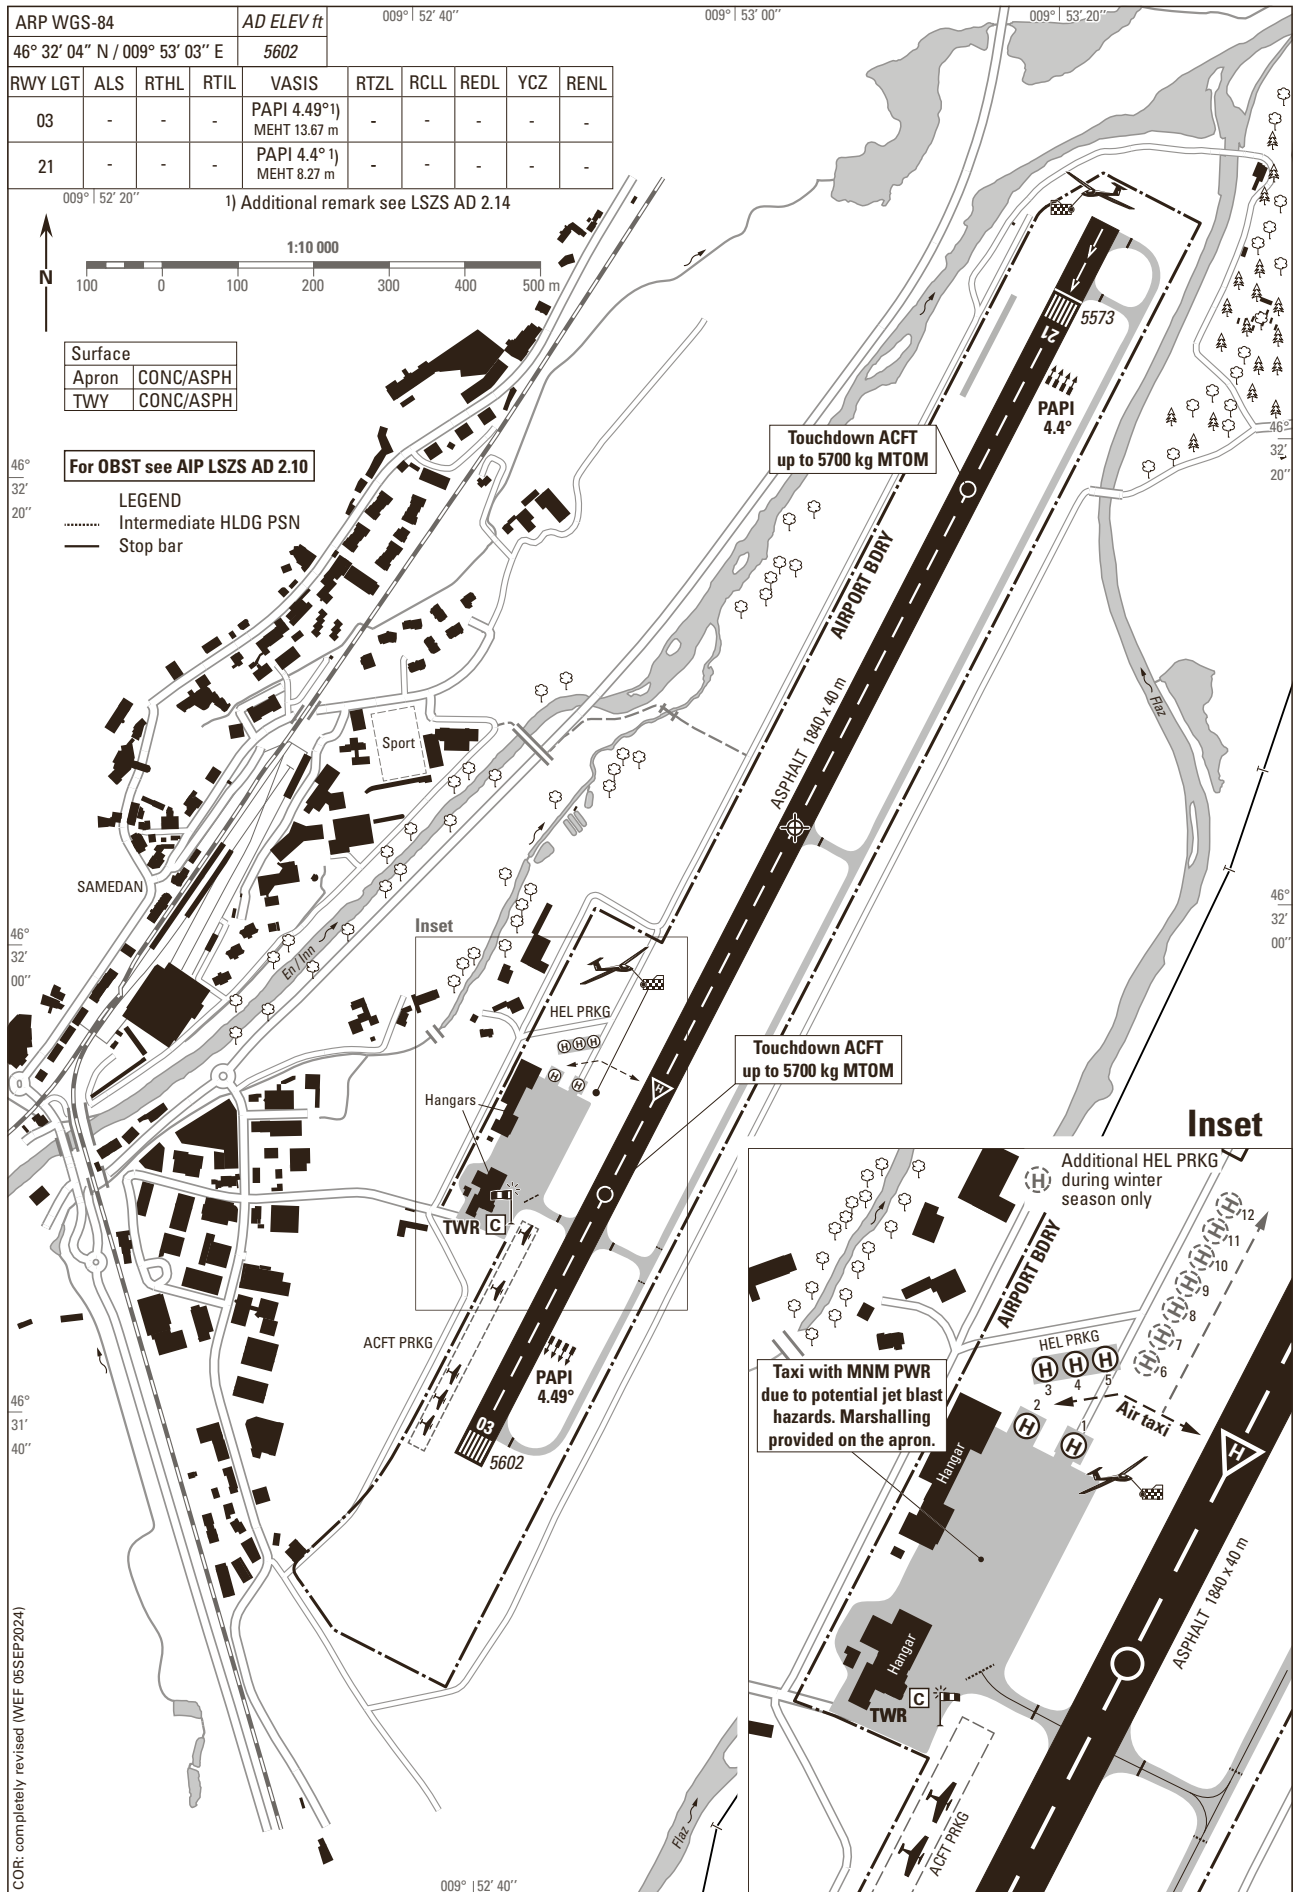 009° 52' 40''
009° 53' 00''
009° 53' 20''
ARP WGS-84 AD ELEV ft
46° 32' 04'' N / 009° 53' 03'' E 5602
RWY LGT ALS RTHL RTIL VASIS RTZL RCLL REDL YCZ RENL
03 - - - PAPI 4.49° 1) - - - - -
MEHT 13.67 m
21 - - - PAPI 4.4° 1) - - - - -
MEHT 8.27 m
009° 52' 20''
1) Additional remark see LSZS AD 2.14
N
1:10 000
100 0 100 200 300 400 500 m
Surface
Apron CONC/ASPH
TWY CONC/ASPH
For OBST see AIP LSZS AD 2.10
LEGEND
Intermediate HLDG PSN
Stop bar
46°
32'
20''
5573
21
PAPI
4.4°
Touchdown ACFT
up to 5700 kg MTOM
46°
32'
20''
AIRPORT BDRY
ASPHALT 1840 x 40 m
Flaz
Sport
SAMEDAN
En / Inn
46°
32'
00''
46°
32'
00''
Inset
HEL PRKG
H H H
H H
H
Touchdown ACFT
up to 5700 kg MTOM
Hangars
TWR C
ACFT PRKG
PAPI
4.49°
03
5602
46°
31'
40''
Inset
Additional HEL PRKG
during winter
season only
H
AIRPORT BDRY
H 12
H 11
H 10
H 9
H 8
H 7
H 6
HEL PRKG
H H H
3 4 5
2
H
1
H
Air taxi
H
Taxi with MNM PWR
due to potential jet blast
hazards. Marshalling
provided on the apron.
Hangar
ASPHALT 1840 x 40 m
Hangar
TWR C
ACFT PRKG
Flaz
009° 52' 40''
COR: completely revised (WEF 05SEP2024)